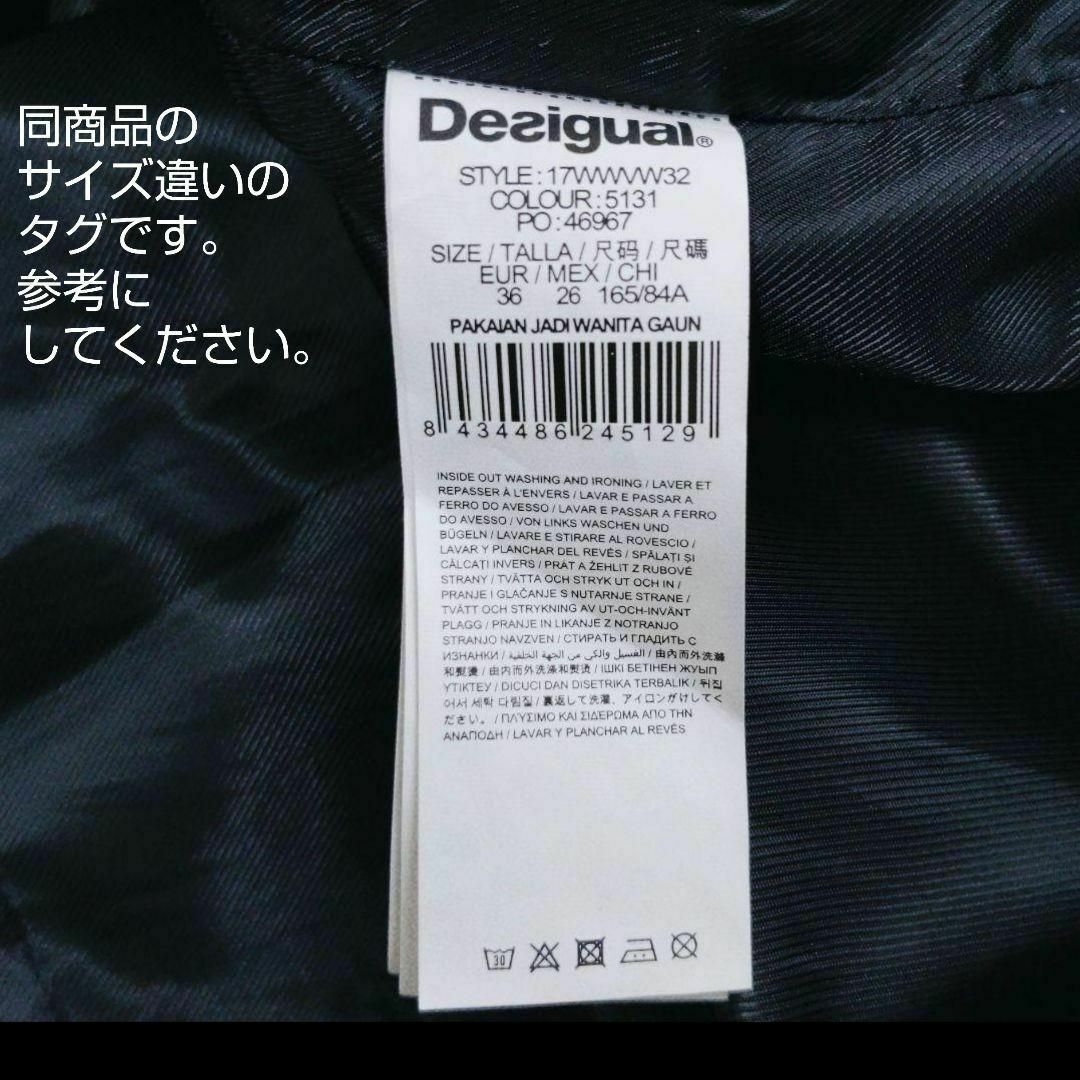 同商品の
サイズ違いの
タグです。
参考に
してください。
Desigual®
STYLE : 17WWVW32
COLOUR : 5131
PO : 46967
SIZE / TALLA / 尺码 / 尺碼
EUR / MEX / CHI
36 26 165/84A
PAKAIAN JADI WANITA GAUN
8 434486 245129
INSIDE OUT WASHING AND IRONING / LAVER ET
REPASSER À L'ENVERS / LAVAR E PASSAR A
FERRO DO AVESSO / LAVAR E PASSAR A FERRO
DO AVESSO / VON LINKS WASCHEN UND
BÜGELN / LAVARE E STIRARE AL ROVESCIO /
LAVAR Y PLANCHAR DEL REVÉS / SPĂLAȚI ȘI
CĂLCAȚI INVERS / PRÁT A ŽEHLIT Z RUBOVÉ
STRANY / TVÄTTA OCH STRYK UT OCH IN /
PRANJE I GLAČANJE S NUTARNJE STRANE /
TVÄTT OCH STRYKNING AV UT-OCH-INVÄNT
PLAGG / PRANJE IN LIKANJE Z NOTRANJO
STRANJO NAVZVEN / СТИРАТЬ И ГЛАДИТЬ С
ИЗНАНКИ / الغسيل والكي من الجهة الخلفية / 由內而外洗滌
和熨燙 / 由内而外洗涤和熨烫 / ІШКІ БЕТІНЕН ЖУЫП
ҮТІКТЕУ / DICUCI DAN DISETRIKA TERBALIK / 뒤집
어서 세탁 다림질 / 裏返して洗濯、アイロンがけしてく
ださい。 / ΠΛΥΣΙΜΟ ΚΑΙ ΣΙΔΕΡΩΜΑ ΑΠΟ ΤΗΝ
ΑΝΑΠΟΔΗ / LAVAR Y PLANCHAR AL REVÉS
30